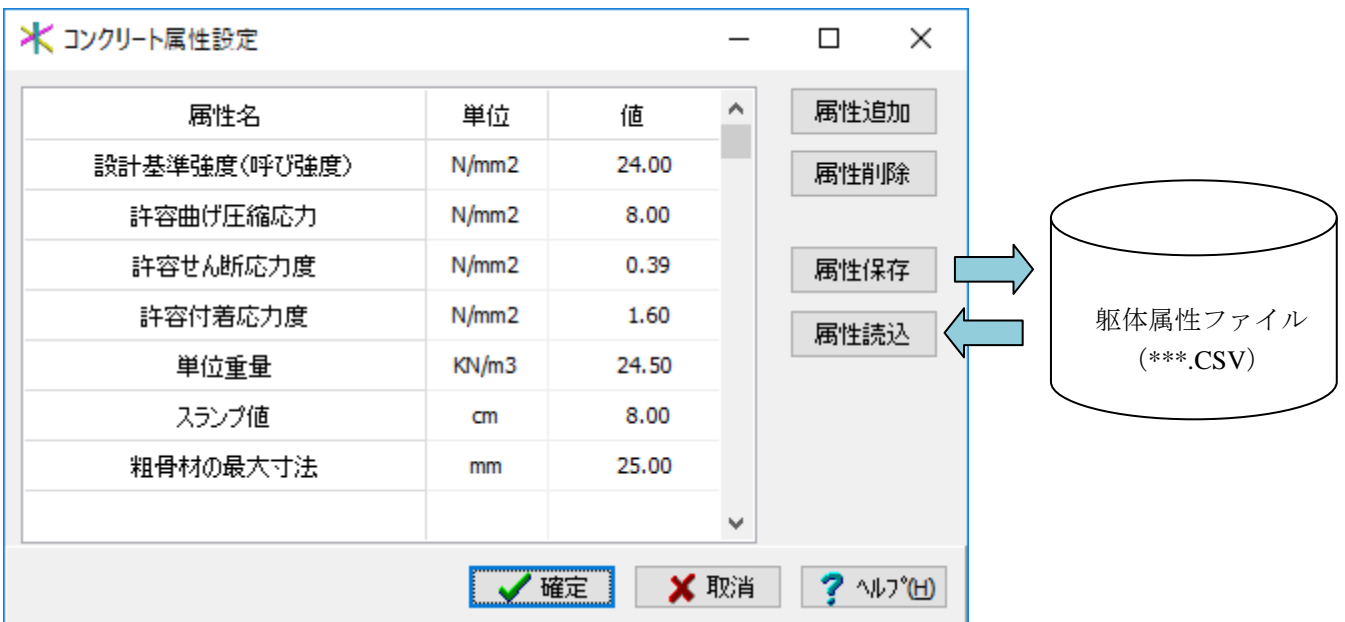 コンクリート属性設定
属性名 単位 値
設計基準強度(呼び強度) N/mm2 24.00
許容曲げ圧縮応力 N/mm2 8.00
許容せん断応力度 N/mm2 0.39
許容付着応力度 N/mm2 1.60
単位重量 KN/m3 24.50
スランプ値 cm 8.00
粗骨材の最大寸法 mm 25.00
属性追加
属性削除
属性保存
属性読込
躯体属性ファイル
(***.CSV)
確定 取消 ヘルプ(H)